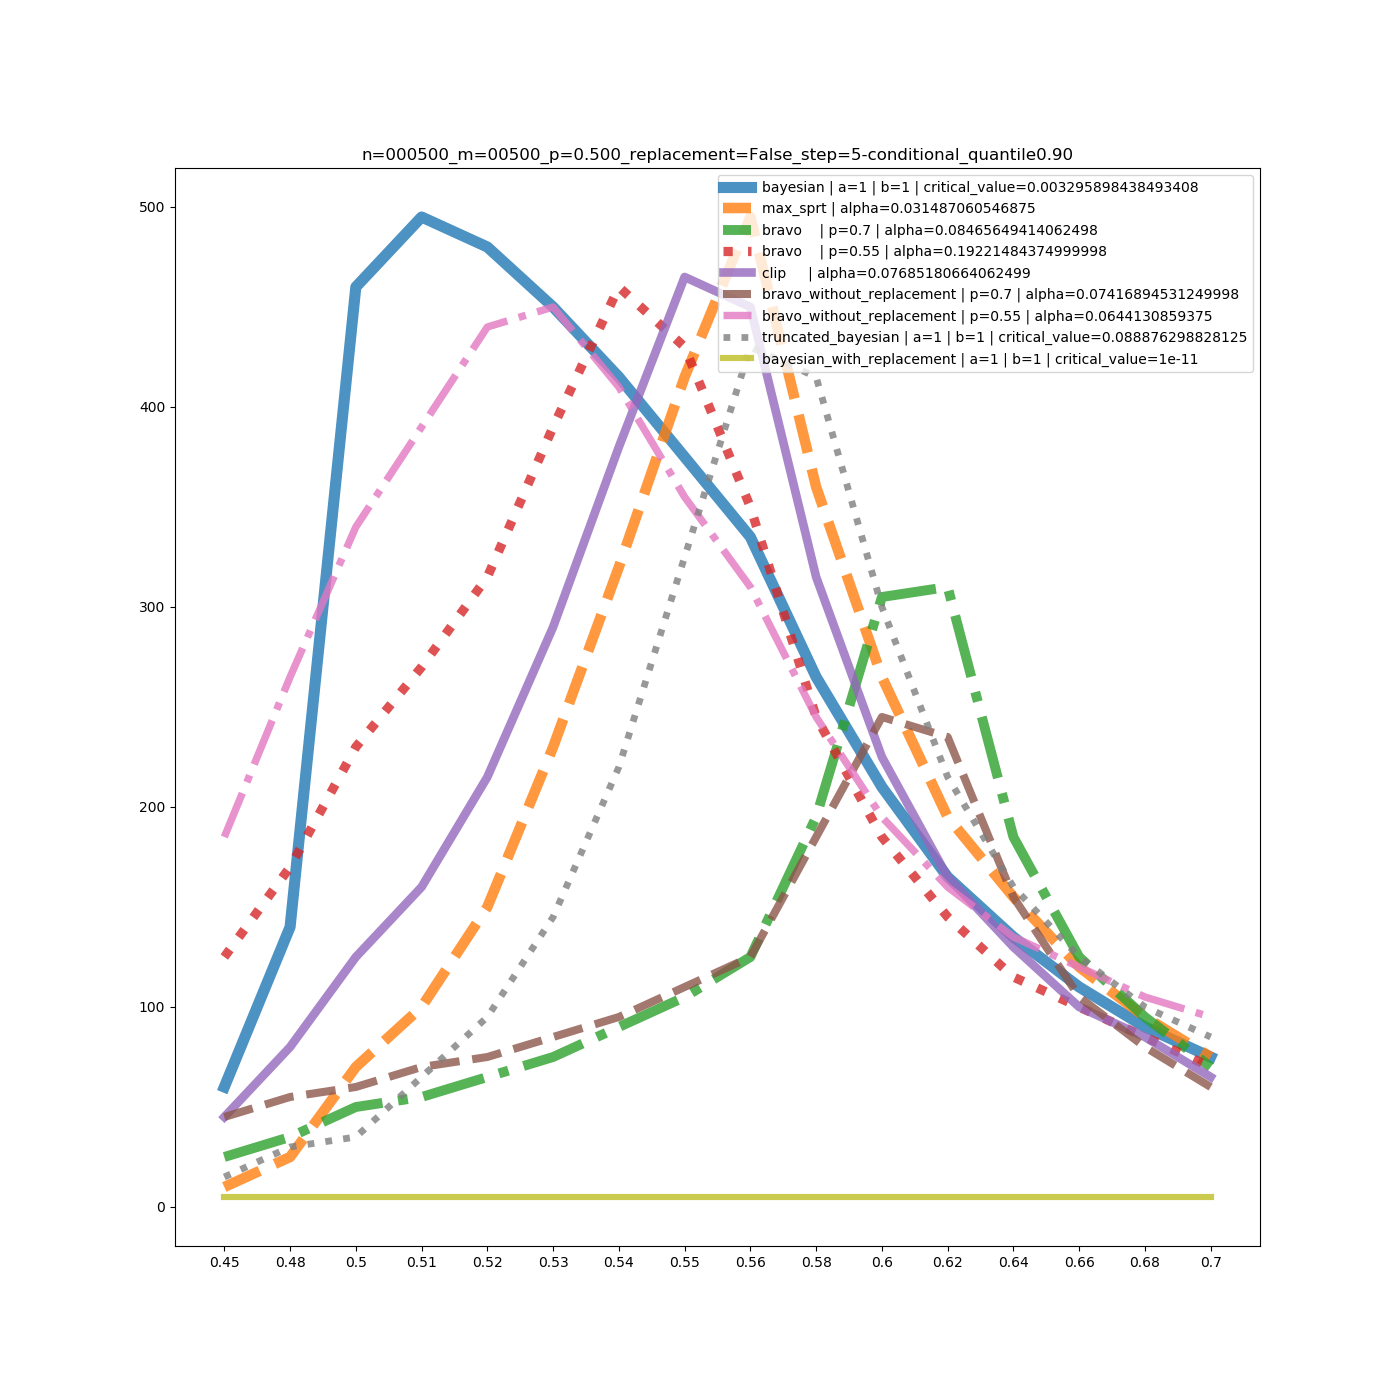 n=000500_m=00500_p=0.500_replacement=False_step=5-conditional_quantile0.90
bayesian | a=1 | b=1 | critical_value=0.003295898438493408
max_sprt | alpha=0.031487060546875
bravo | p=0.7 | alpha=0.08465649414062498
bravo | p=0.55 | alpha=0.19221484374999998
clip | alpha=0.07685180664062499
bravo_without_replacement | p=0.7 | alpha=0.07416894531249998
bravo_without_replacement | p=0.55 | alpha=0.0644130859375
truncated_bayesian | a=1 | b=1 | critical_value=0.088876298828125
bayesian_with_replacement | a=1 | b=1 | critical_value=1e-11
500
400
300
200
100
0
0.45 0.48 0.5 0.51 0.52 0.53 0.54 0.55 0.56 0.58 0.6 0.62 0.64 0.66 0.68 0.7